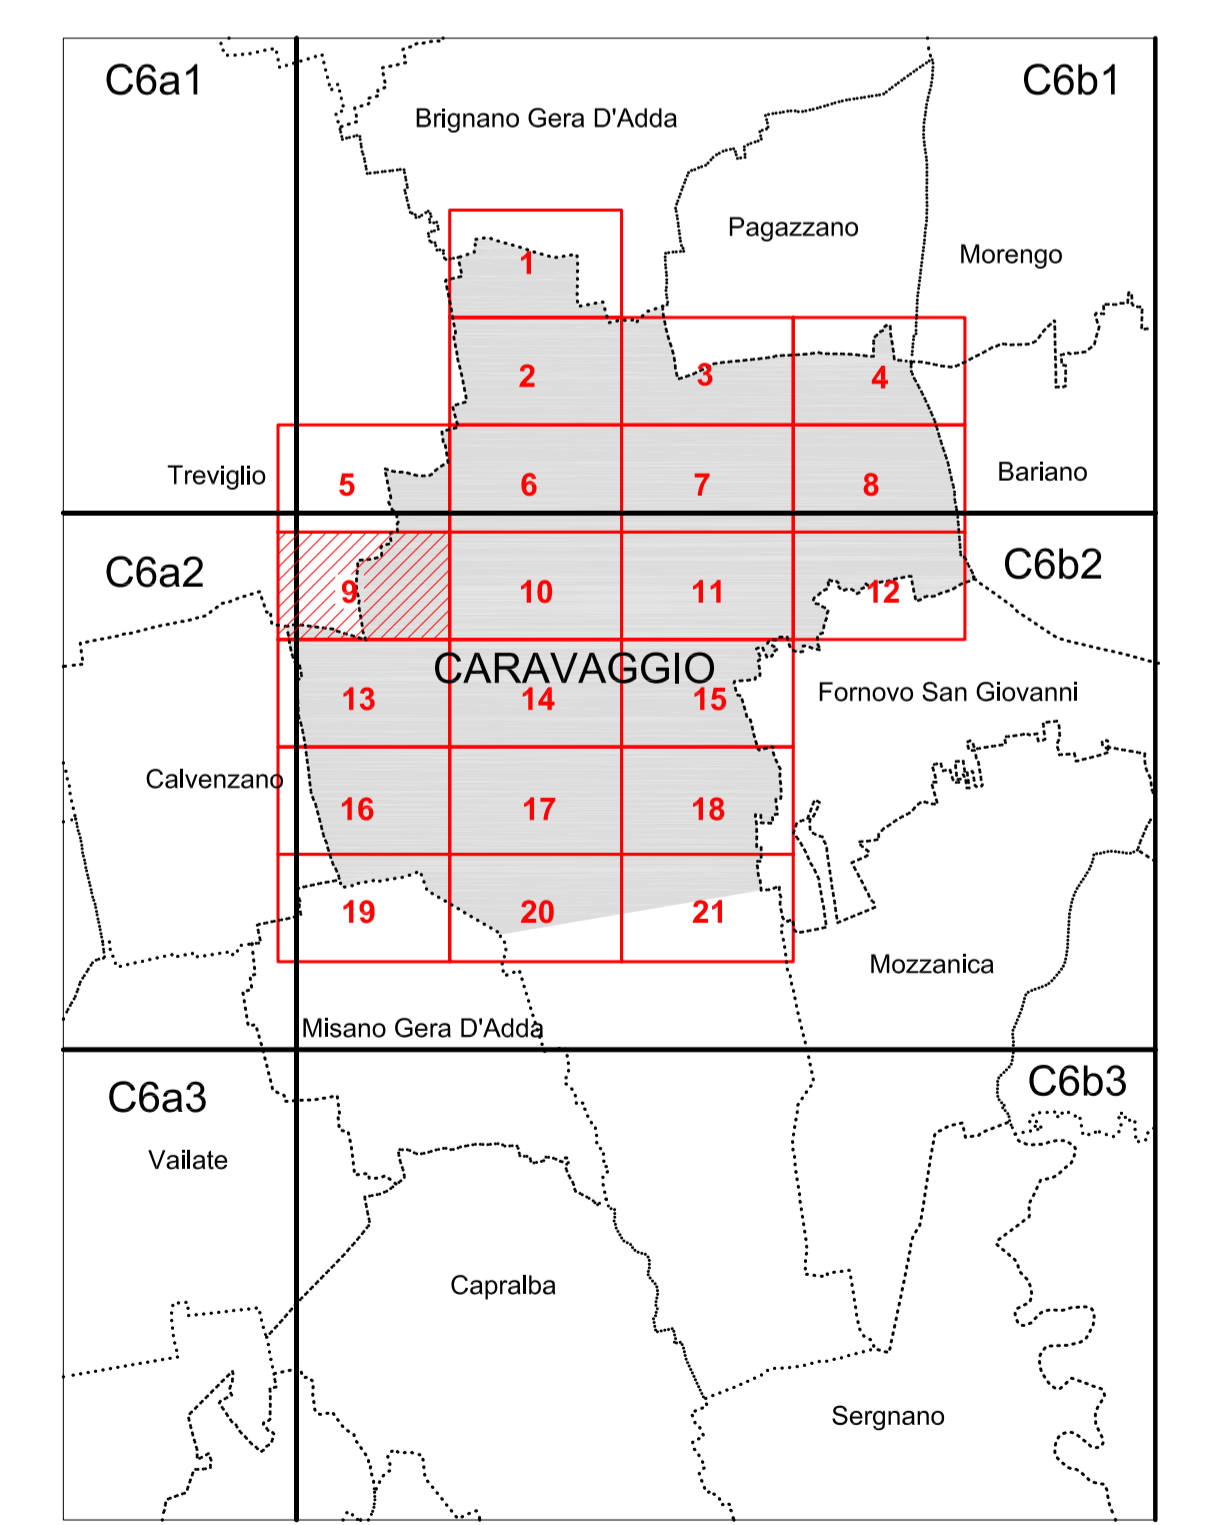 C6a1
C6b1
Brignano Gera D'Adda
Pagazzano
Morengo
1
2
3
4
Treviglio
5
6
7
8
Bariano
C6a2
C6b2
9
10
11
12
CARAVAGGIO
13
14
15
Fornovo San Giovanni
Calvenzano
16
17
18
19
20
21
Mozzanica
Misano Gera D'Adda
C6a3
C6b3
Vailate
Capralba
Sergnano